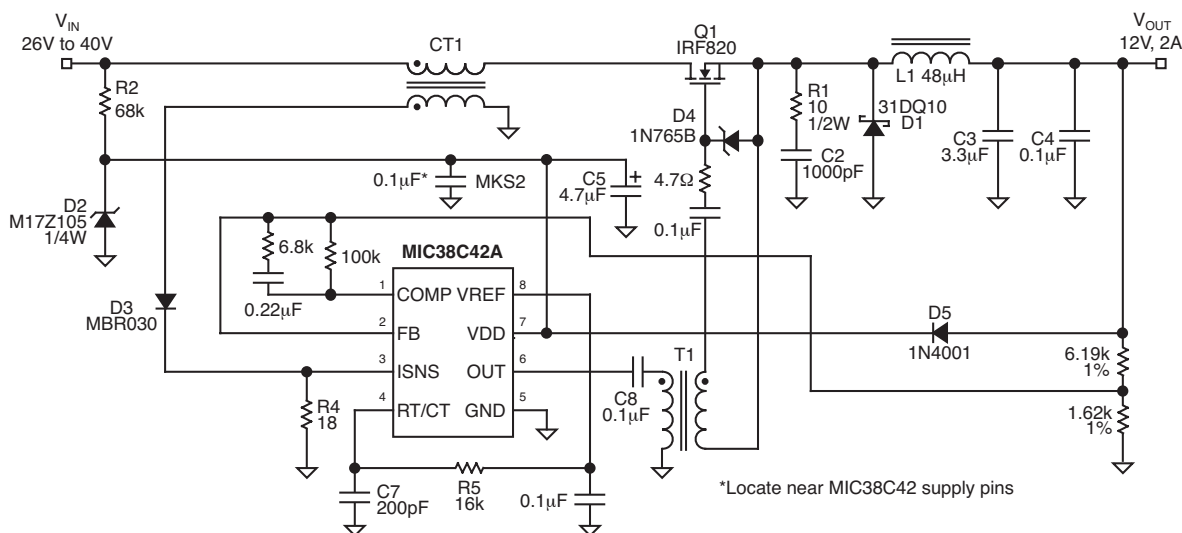 VIN
26V to 40V
CT1
Q1
IRF820
VOUT
12V, 2A
R2
68k
L1 48µH
R1
10
1/2W
31DQ10
D1
D4
1N765B
C3
3.3µF
C4
0.1µF
C2
1000pF
0.1µF*
MKS2
C5
4.7µF
+
4.7Ω
0.1µF
D2
M17Z105
1/4W
6.8k
100k
0.22µF
MIC38C42A
1
COMP
VREF
8
2
FB
VDD
7
3
ISNS
OUT
6
4
RT/CT
GND
5
D3
MBR030
D5
1N4001
6.19k
1%
1.62k
1%
T1
C8
0.1µF
R4
18
C7
200pF
R5
16k
0.1µF
*Locate near MIC38C42 supply pins